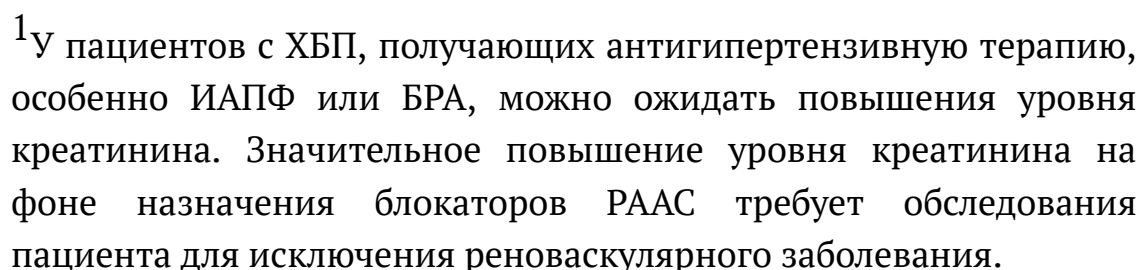 ¹У пациентов с ХБП, получающих антигипертензивную терапию,
особенно ИАПФ или БРА, можно ожидать повышения уровня
креатинина. Значительное повышение уровня креатинина на
фоне назначения блокаторов РААС требует обследования
пациента для исключения реноваскулярного заболевания.